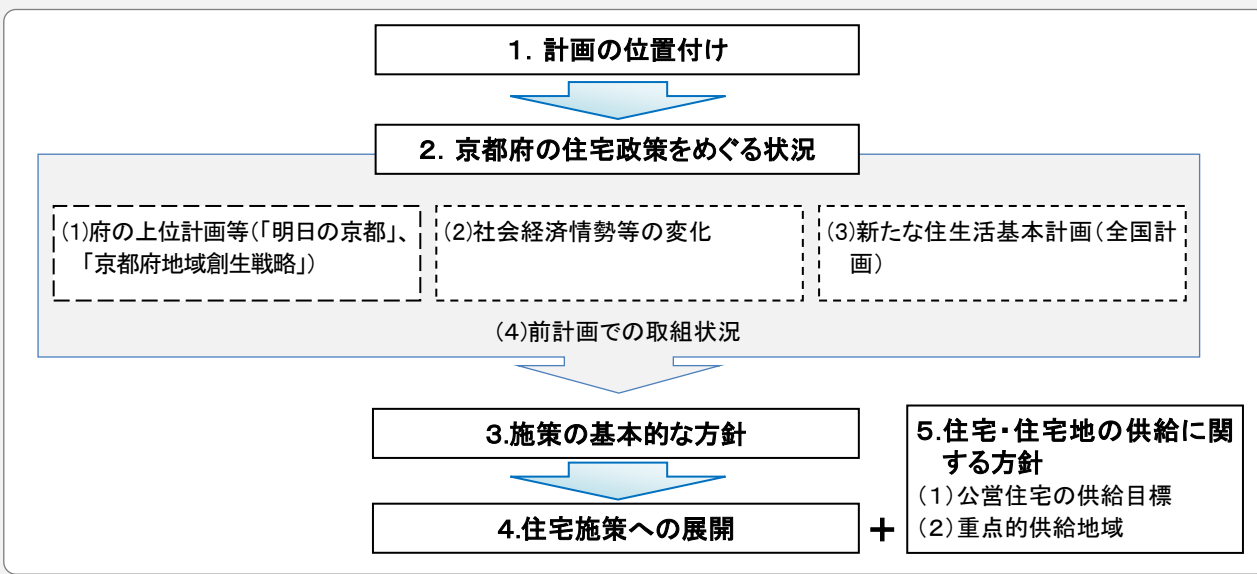 １．計画の位置付け
２．京都府の住宅政策をめぐる状況
(1)府の上位計画等(「明日の京都」、
「京都府地域創生戦略」)
(2)社会経済情勢等の変化
(3)新たな住生活基本計画(全国計
画)
(4)前計画での取組状況
３.施策の基本的な方針
４.住宅施策への展開
＋
５.住宅・住宅地の供給に関
する方針
(１)公営住宅の供給目標
(２)重点的供給地域